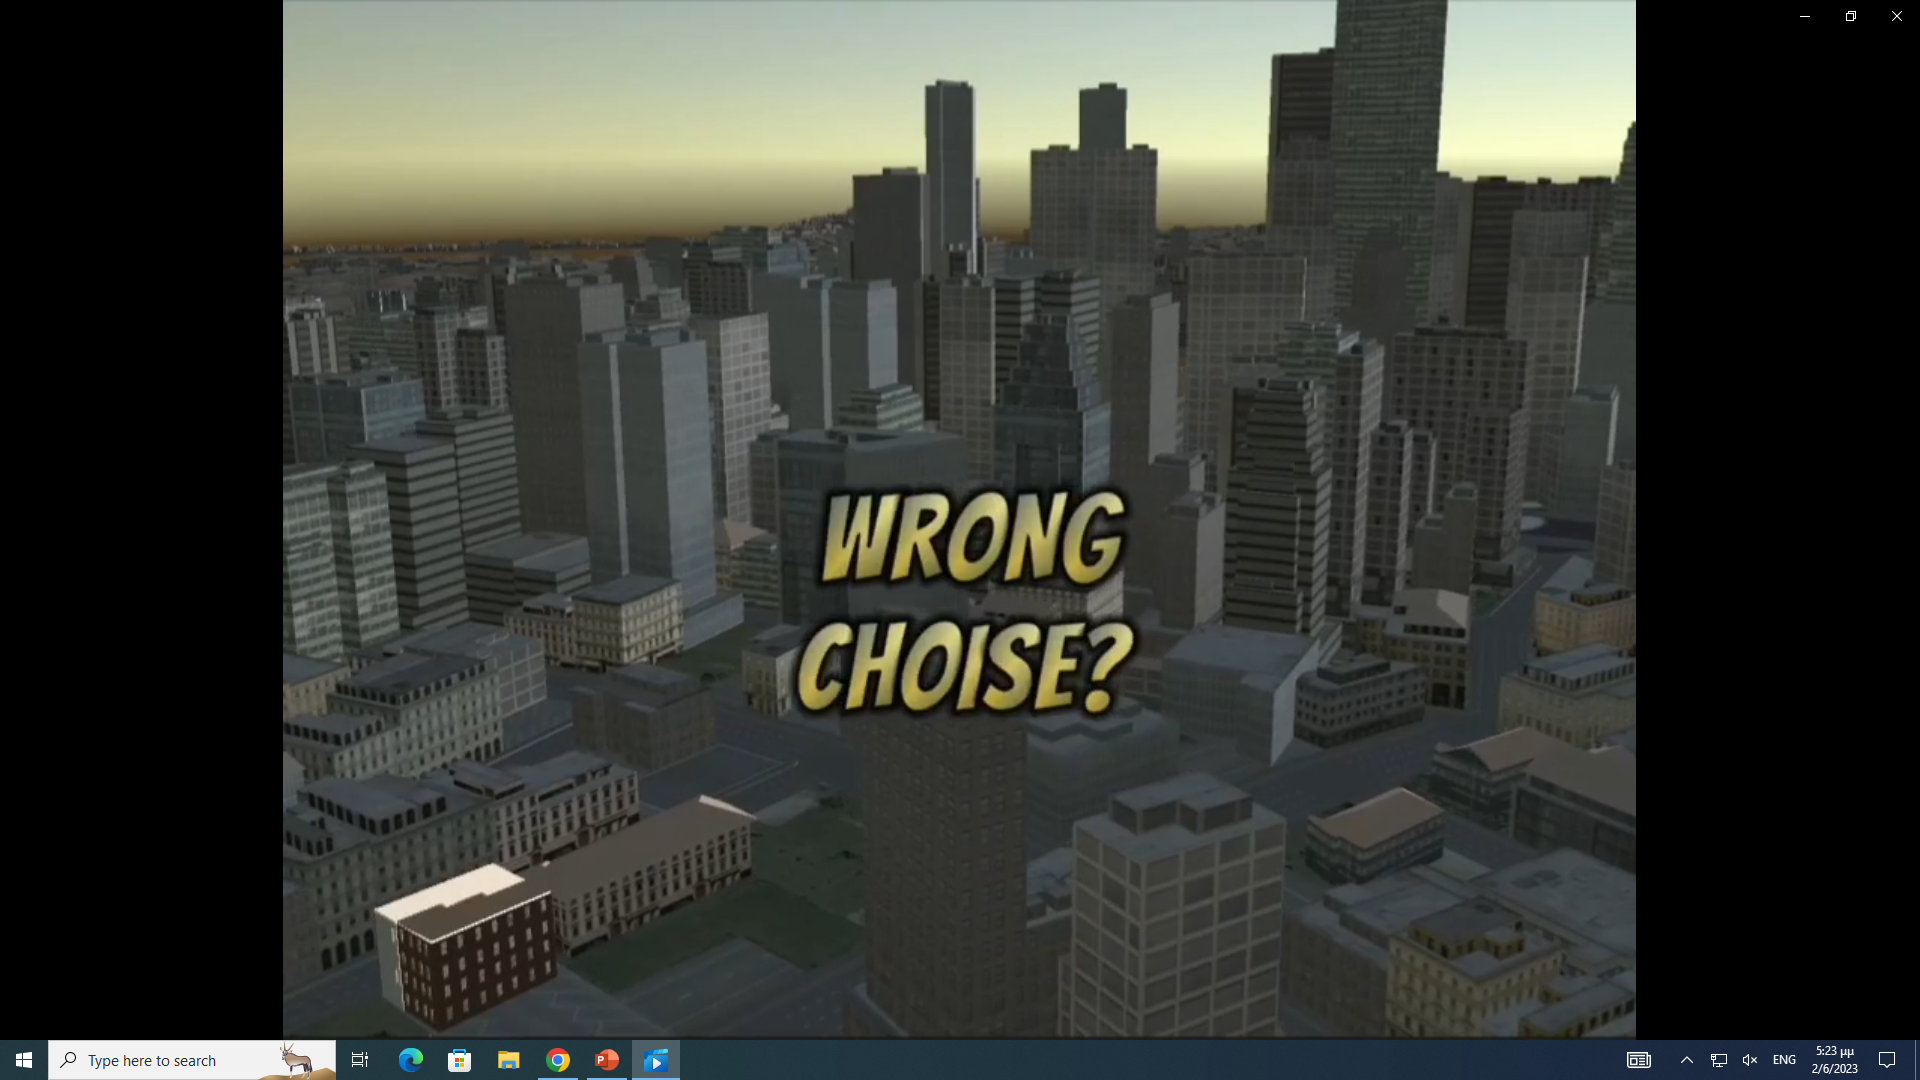 WRONG
CHOISE?
Type here to search
ENG
5:23 μμ
2/6/2023